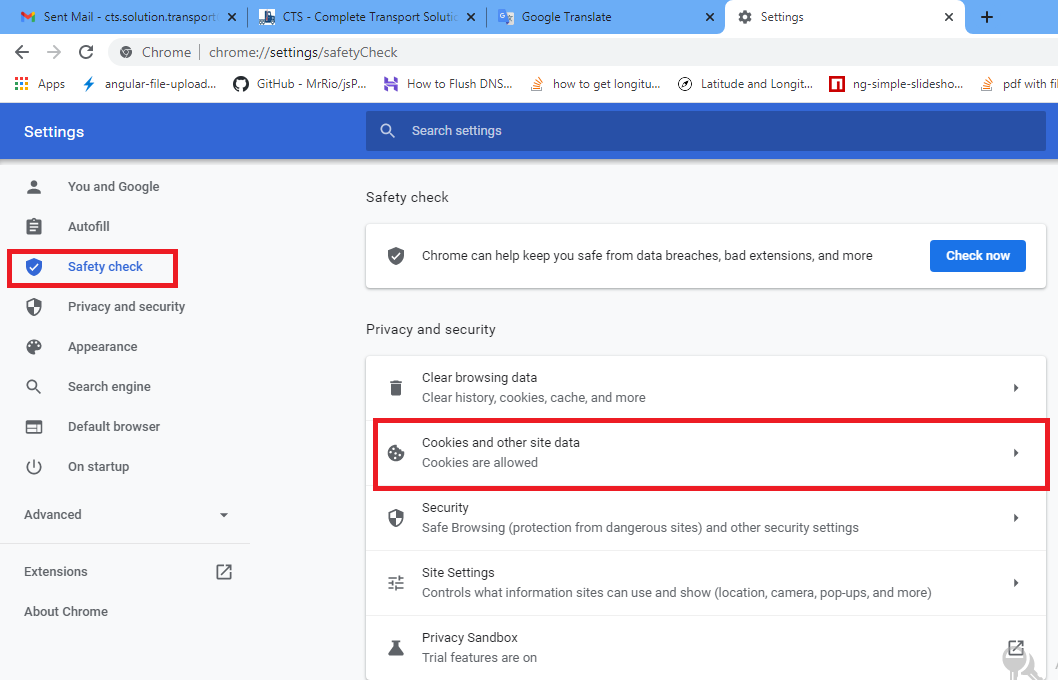 Sent Mail - cts.solution.transport
CTS - Complete Transport Soluti
Google Translate
Settings
Chrome
chrome://settings/safetyCheck
Apps
angular-file-upload...
GitHub - MrRio/jsP...
How to Flush DNS...
how to get longitu...
Latitude and Longit...
ng-simple-slidesho...
pdf with
Settings
Search settings
You and Google
Autofill
Safety check
Privacy and security
Appearance
Search engine
Default browser
On startup
Advanced
Extensions
About Chrome
Safety check
Chrome can help keep you safe from data breaches, bad extensions, and more
Check now
Privacy and security
Clear browsing data
Clear history, cookies, cache, and more
Cookies and other site data
Cookies are allowed
Security
Safe Browsing (protection from dangerous sites) and other security settings
Site Settings
Controls what information sites can use and show (location, camera, pop-ups, and more)
Privacy Sandbox
Trial features are on